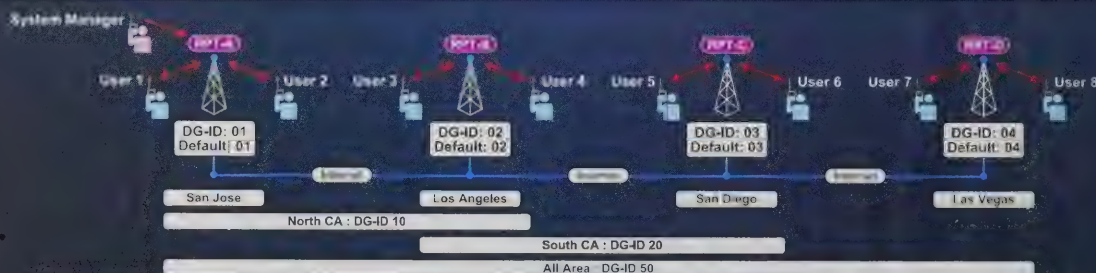 System Manager
RPT-A
RPT-B
RPT-C
RPT-D
User 1
User 2
User 3
User 4
User 5
User 6
User 7
User 8
DG-ID: 01
Default: 01
DG-ID: 02
Default: 02
DG-ID: 03
Default: 03
DG-ID: 04
Default: 04
Internet
Internet
Internet
San Jose
Los Angeles
San Diego
Las Vegas
North CA : DG-ID 10
South CA : DG-ID 20
All Area : DG-ID 50